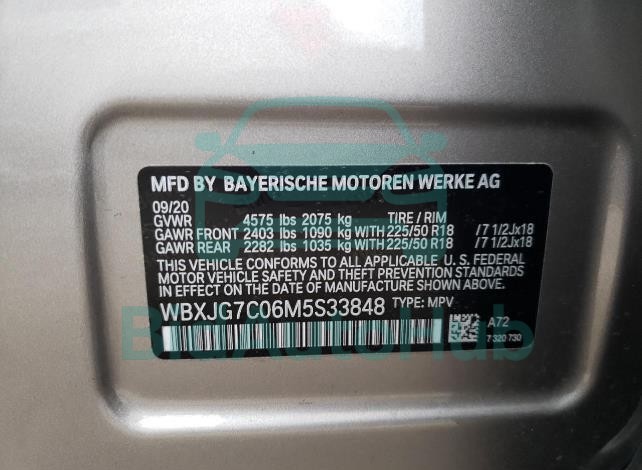 MFD BY BAYERISCHE MOTOREN WERKE AG
09/20
GVWR 4575 lbs 2075 kg TIRE / RIM
GAWR FRONT 2403 lbs 1090 kg WITH 225/50 R18 /7 1/2Jx18
GAWR REAR 2282 lbs 1035 kg WITH 225/50 R18 /7 1/2Jx18
THIS VEHICLE CONFORMS TO ALL APPLICABLE U. S. FEDERAL
MOTOR VEHICLE SAFETY AND THEFT PREVENTION STANDARDS
IN EFFECT ON THE DATE OF MANUFACTURE SHOWN ABOVE.
WBXJG7C06M5S33848 TYPE: MPV
A72
7 320 730
BidAutoHub